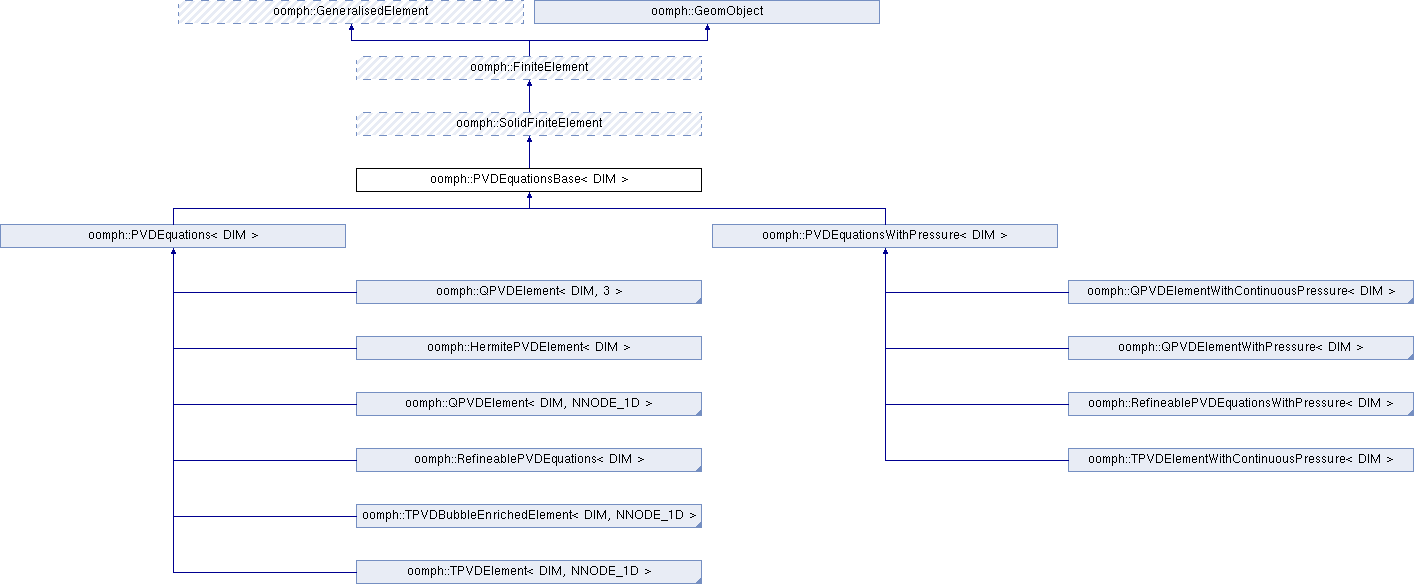 oomph::GeneralisedElement
oomph::GeomObject
oomph::FiniteElement
oomph::SolidFiniteElement
oomph::PVDEquationsBase< DIM >
oomph::PVDEquations< DIM >
oomph::PVDEquationsWithPressure< DIM >
oomph::QPVDElement< DIM, 3 >
oomph::QPVDElementWithContinuousPressure< DIM >
oomph::HermitePVDElement< DIM >
oomph::QPVDElementWithPressure< DIM >
oomph::QPVDElement< DIM, NNODE_1D >
oomph::RefineablePVDEquationsWithPressure< DIM >
oomph::RefineablePVDEquations< DIM >
oomph::TPVDElementWithContinuousPressure< DIM >
oomph::TPVDBubbleEnrichedElement< DIM, NNODE_1D >
oomph::TPVDElement< DIM, NNODE_1D >